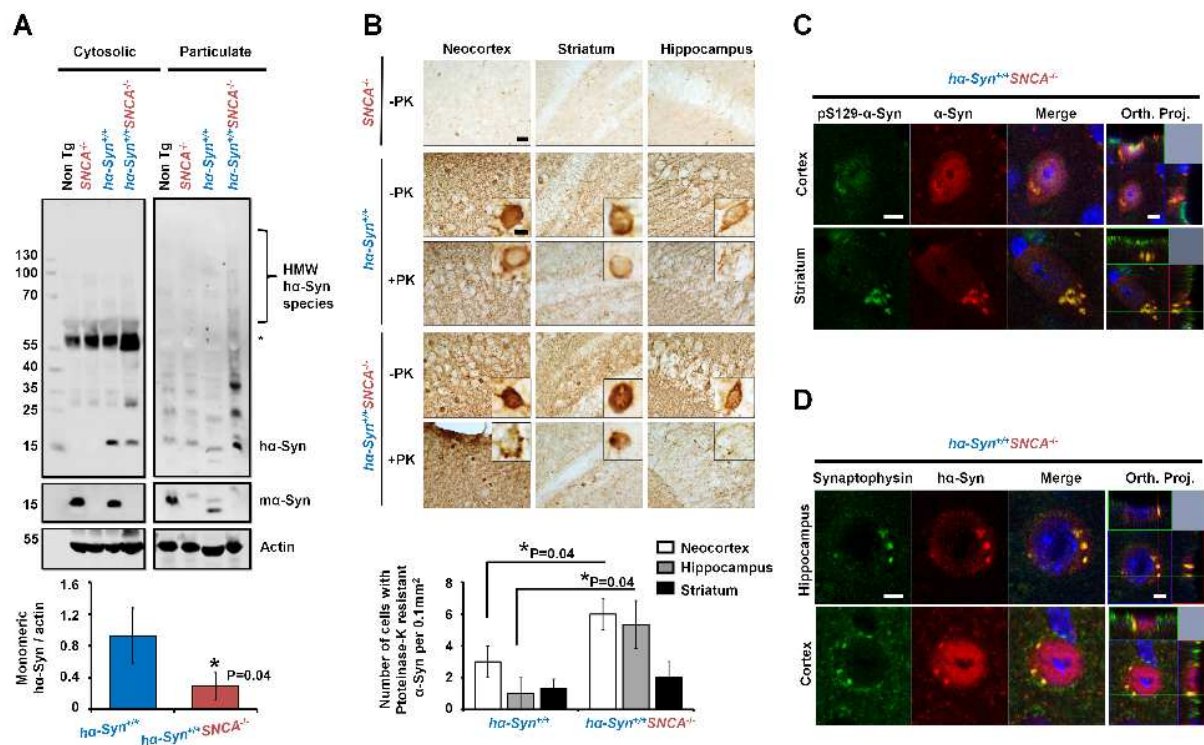 A
Cytosolic
Particulate
Non Tg
SNCA-/-
hα-Syn+/+
hα-Syn+/+SNCA-/-
Non Tg
SNCA-/-
hα-Syn+/+
hα-Syn+/+SNCA-/-
130
100
70
55
40
35
25
15
HMW
hα-Syn
species
*
hα-Syn
15
mα-Syn
55
Actin
Monomeric
hα-Syn / actin
1.6
1.2
0.9
0.4
0
*
P=0.04
hα-Syn+/+
hα-Syn+/+SNCA-/-
B
Neocortex
Striatum
Hippocampus
SNCA-/-
-PK
hα-Syn+/+
-PK
+PK
hα-Syn+/+SNCA-/-
-PK
+PK
*P=0.04
*P=0.04
Neocortex
Hippocampus
Striatum
Number of cells with
Ptoteinase-K resistant
α-Syn per 0.1mm²
8
6
4
2
0
hα-Syn+/+
hα-Syn+/+SNCA-/-
C
hα-Syn+/+SNCA-/-
pS129-α-Syn
α-Syn
Merge
Orth. Proj.
Cortex
Striatum
D
hα-Syn+/+SNCA-/-
Synaptophysin
hα-Syn
Merge
Orth. Proj.
Hippocampus
Cortex